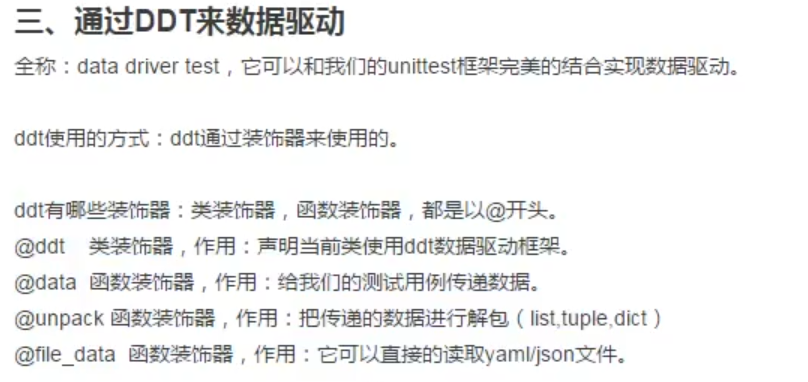 三、通过DDT来数据驱动
全称：data driver test，它可以和我们的unittest框架完美的结合实现数据驱动。
ddt使用的方式：ddt通过装饰器来使用的。
ddt有哪些装饰器：类装饰器，函数装饰器，都是以@开头。
@ddt 类装饰器，作用：声明当前类使用ddt数据驱动框架。
@data 函数装饰器，作用：给我们的测试用例传递数据。
@unpack 函数装饰器，作用：把传递的数据进行解包（list,tuple,dict）
@file_data 函数装饰器，作用：它可以直接的读取yaml/json文件。